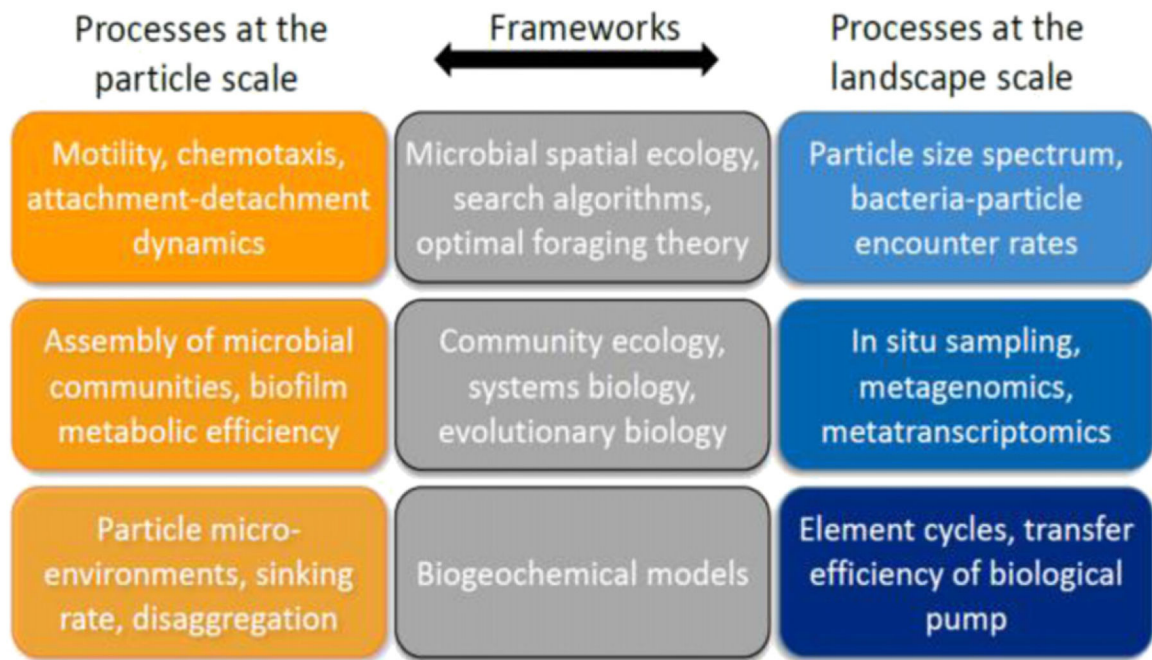 Processes at the
particle scale
Frameworks
Processes at the
landscape scale
Motility, chemotaxis,
attachment-detachment
dynamics
Microbial spatial ecology,
search algorithms,
optimal foraging theory
Particle size spectrum,
bacteria-particle
encounter rates
Assembly of microbial
communities, biofilm
metabolic efficiency
Community ecology,
systems biology,
evolutionary biology
In situ sampling,
metagenomics,
metatranscriptomics
Particle micro-
environments, sinking
rate, disaggregation
Biogeochemical models
Element cycles, transfer
efficiency of biological
pump